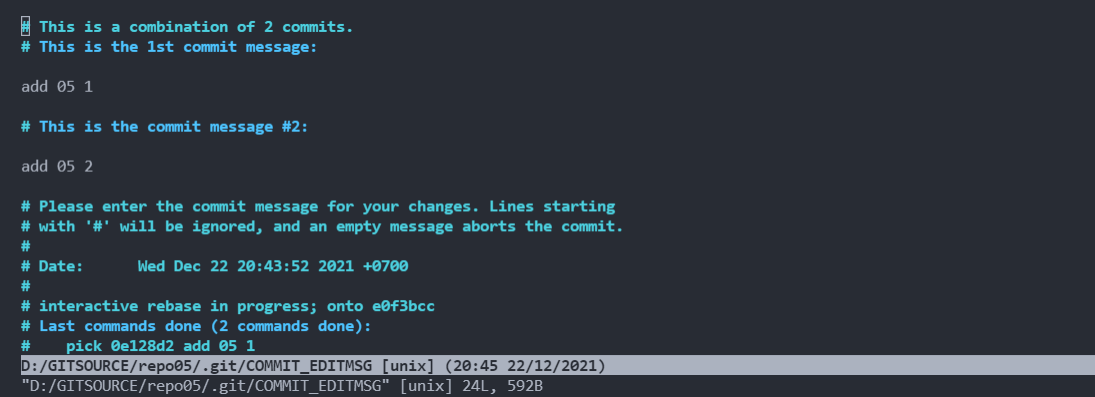 # This is a combination of 2 commits.
# This is the 1st commit message:
add 05 1
# This is the commit message #2:
add 05 2
# Please enter the commit message for your changes. Lines starting
# with '#' will be ignored, and an empty message aborts the commit.
#
# Date:      Wed Dec 22 20:43:52 2021 +0700
#
# interactive rebase in progress; onto e0f3bcc
# Last commands done (2 commands done):
#    pick 0e128d2 add 05 1
D:/GITSOURCE/repo05/.git/COMMIT_EDITMSG [unix] (20:45 22/12/2021)
"D:/GITSOURCE/repo05/.git/COMMIT_EDITMSG" [unix] 24L, 592B